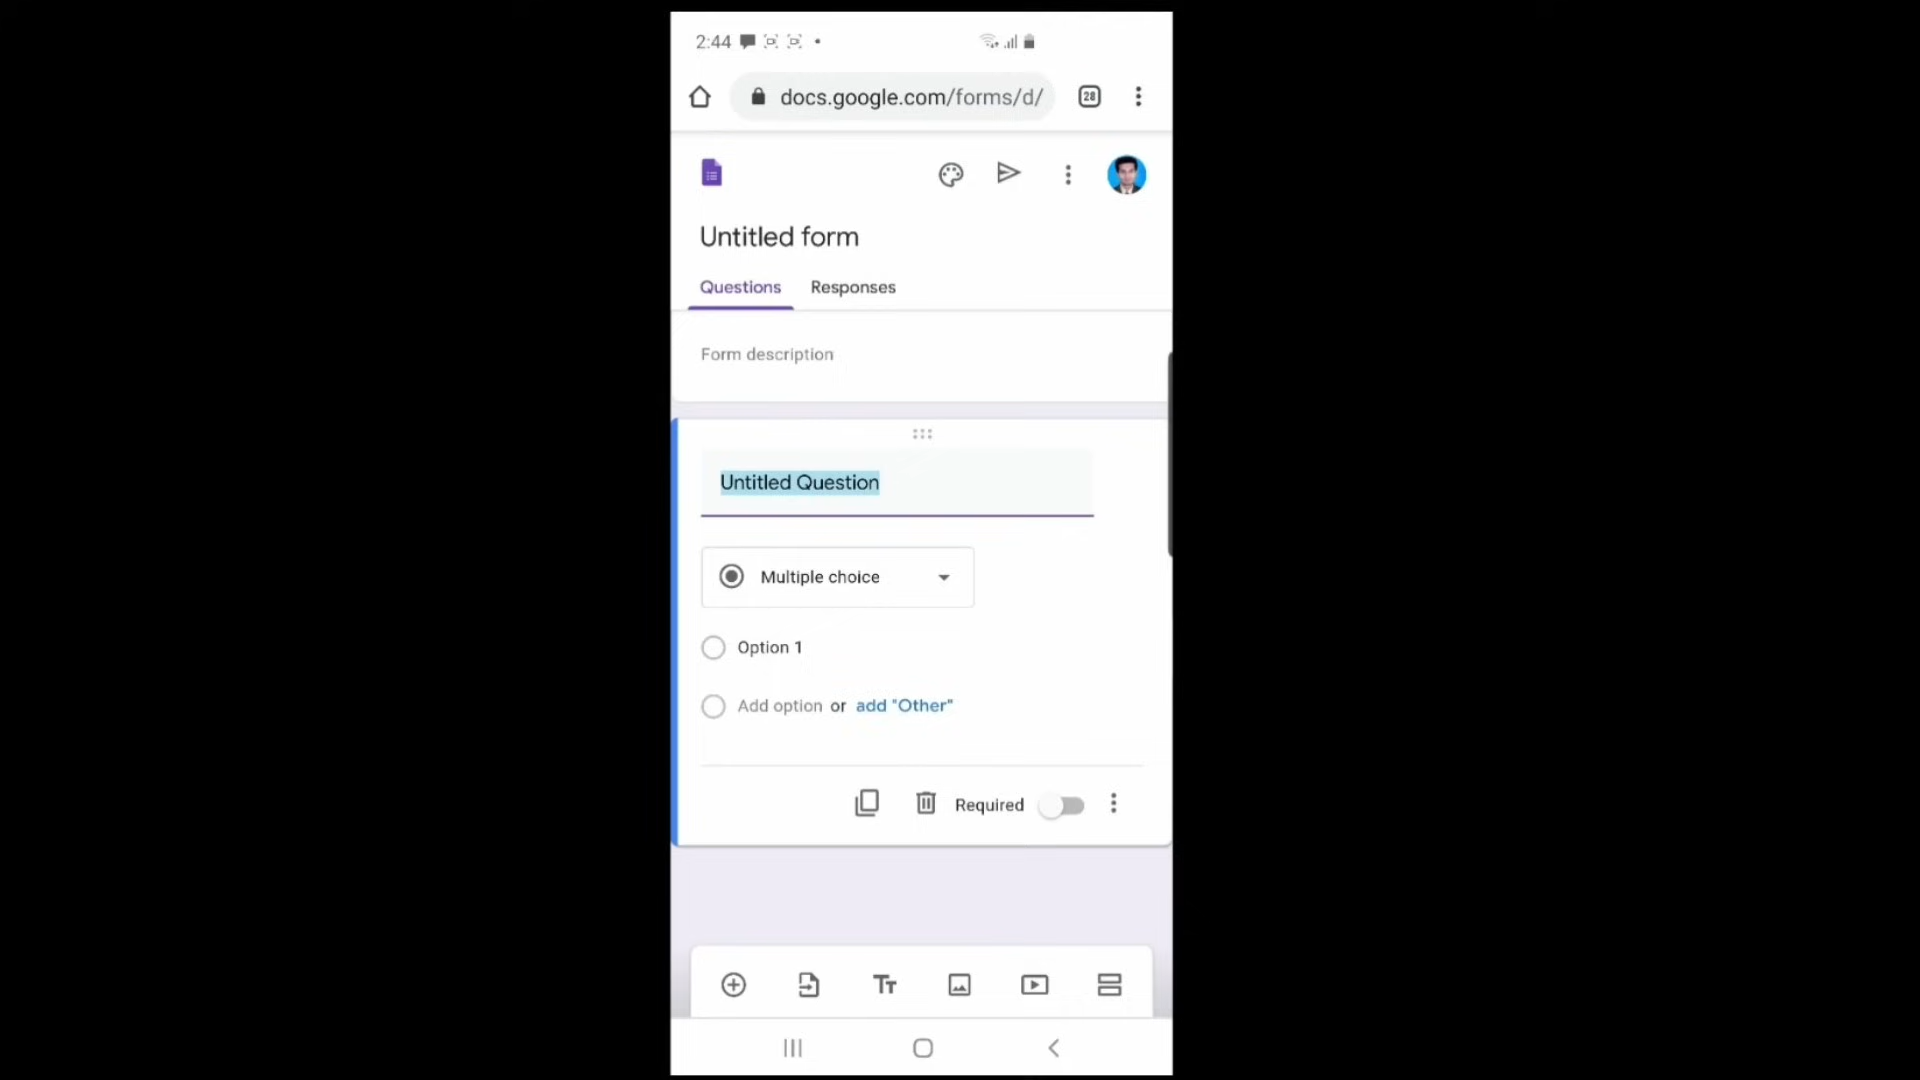 2:44
docs.google.com/forms/d/
28
Untitled form
Questions Responses
Form description
Untitled Question
Multiple choice
Option 1
Add option or add "Other"
Required
Tт